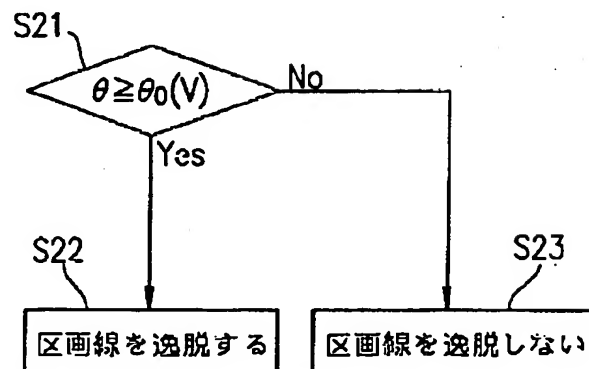 S21
θ≧θ0(V)
No
Yes
S22
S23
区画線を逸脱する
区画線を逸脱しない